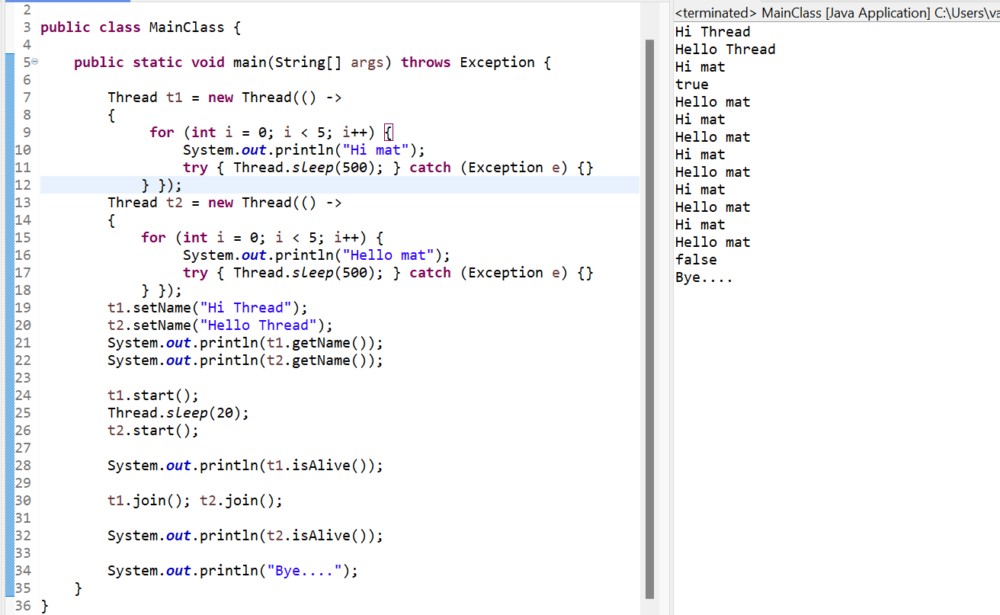 2
3 public class MainClass {
4
5 public static void main(String[] args) throws Exception {
6
7 Thread t1 = new Thread(() ->
8 {
9 for (int i = 0; i < 5; i++) {
10 System.out.println("Hi mat");
11 try { Thread.sleep(500); } catch (Exception e) {}
12 } });
13 Thread t2 = new Thread(() ->
14 {
15 for (int i = 0; i < 5; i++) {
16 System.out.println("Hello mat");
17 try { Thread.sleep(500); } catch (Exception e) {}
18 } });
19 t1.setName("Hi Thread");
20 t2.setName("Hello Thread");
21 System.out.println(t1.getName());
22 System.out.println(t2.getName());
23
24 t1.start();
25 Thread.sleep(20);
26 t2.start();
27
28 System.out.println(t1.isAlive());
29
30 t1.join(); t2.join();
31
32 System.out.println(t2.isAlive());
33
34 System.out.println("Bye....");
35 }
36 }
<terminated> MainClass [Java Application] C:\Users\va
Hi Thread
Hello Thread
Hi mat
true
Hello mat
Hi mat
Hello mat
Hi mat
Hello mat
Hi mat
Hello mat
Hi mat
Hello mat
false
Bye....